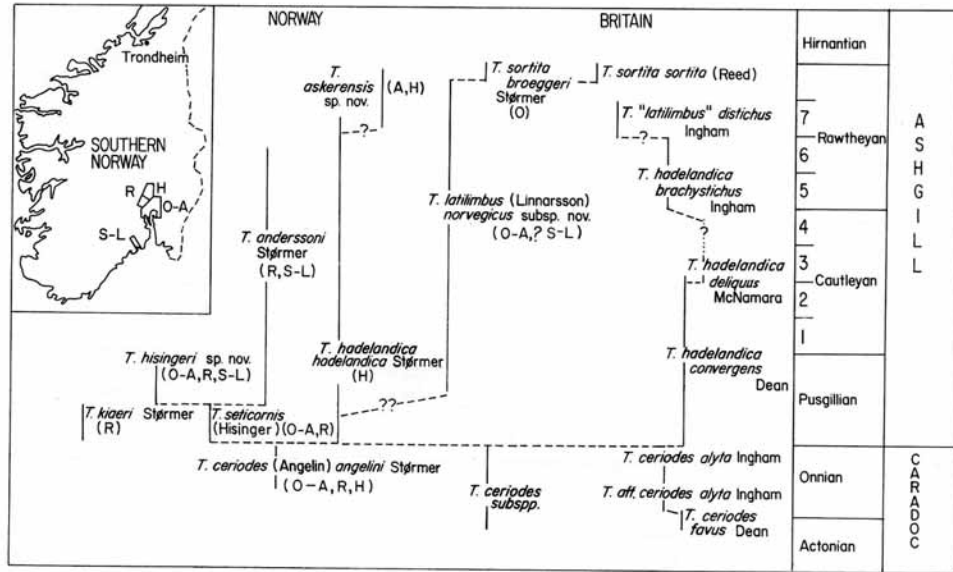 NORWAY
BRITAIN
Trondheim
SOUTHERN
NORWAY
R
H
O-A
S-L
T.
askerensis
sp. nov.
(A,H)
?
T. sortita
broeggeri
Størmer
(O)
T. sortita sortita (Reed)
T. "latilimbus" distichus
Ingham
?
T. hadelandica
brachystichus
Ingham
?
T. anderssoni
Størmer
(R,S-L)
T. latilimbus (Linnarsson)
norvegicus subsp. nov.
(O-A,? S-L)
T. hadelandica
deliquus
McNamara
T. hisingeri sp. nov.
(O-A,R,S-L)
T. hadelandica
hadelandica Størmer
(H)
T. hadelandica
convergens
Dean
T. kiaeri Størmer
(R)
T. seticornis
(Hisinger)(O-A,R)
??
T. ceriodes (Angelin) angelini Størmer
(O-A,R,H)
T. ceriodes
subspp.
T. ceriodes alyta Ingham
T. aff. ceriodes alyta Ingham
T. ceriodes
favus Dean
Hirnantian
7
Rawtheyan
6
5
4
3
Cautleyan
2
1
Pusgillian
Onnian
Actonian
ASHGILL
CARADOC